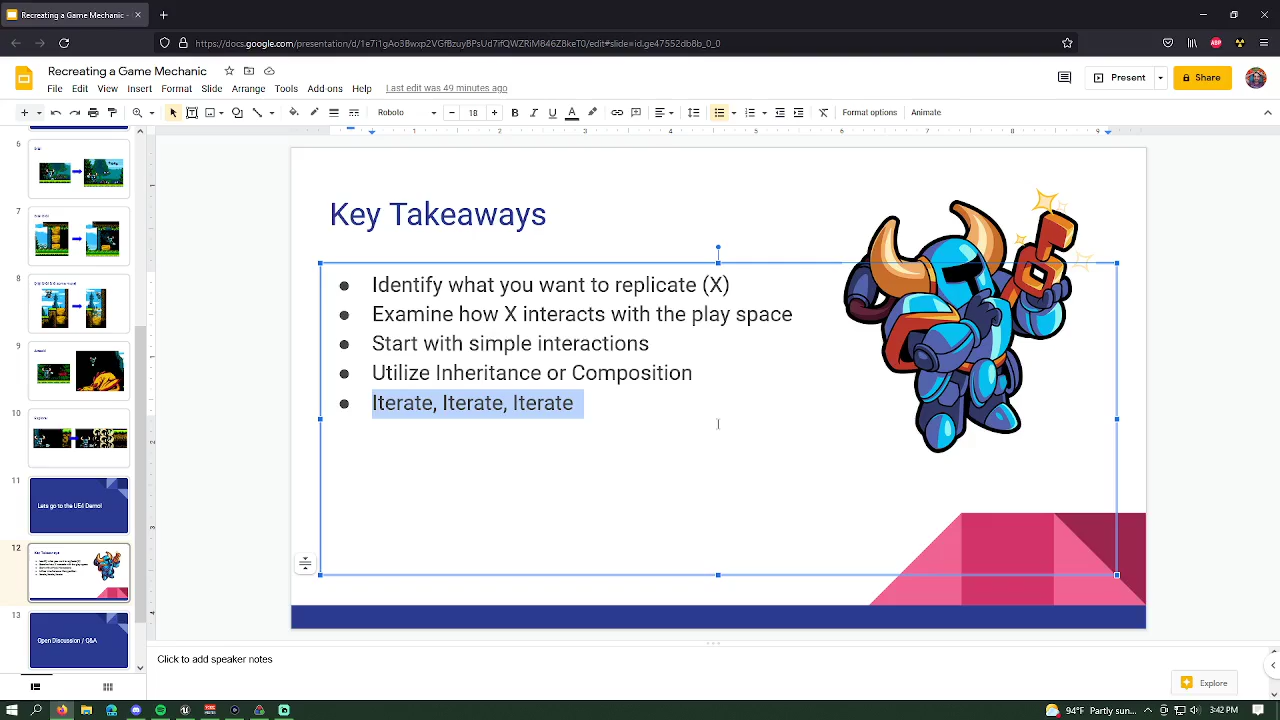 Recreating a Game Mechanic -
https://docs.google.com/presentation/d/1e7i1gAo3Bwxp2VGfBzuyBPsUd7ifQWZRiM846Z8keT0/edit#slide=id.ge47552db8b_0_0
Recreating a Game Mechanic
File Edit View Insert Format Slide Arrange Tools Add-ons Help Last edit was 49 minutes ago
Present
Share
Roboto
18
Format options
Animate
Key Takeaways
● Identify what you want to replicate (X)
● Examine how X interacts with the play space
● Start with simple interactions
● Utilize Inheritance or Composition
● Iterate, Iterate, Iterate
6
7
8
9
10
11
Lets go to the UE4 Demo!
12
Key Takeaways
13
Open Discussion / Q&A
Click to add speaker notes
Explore
94°F Partly sun...
3:42 PM